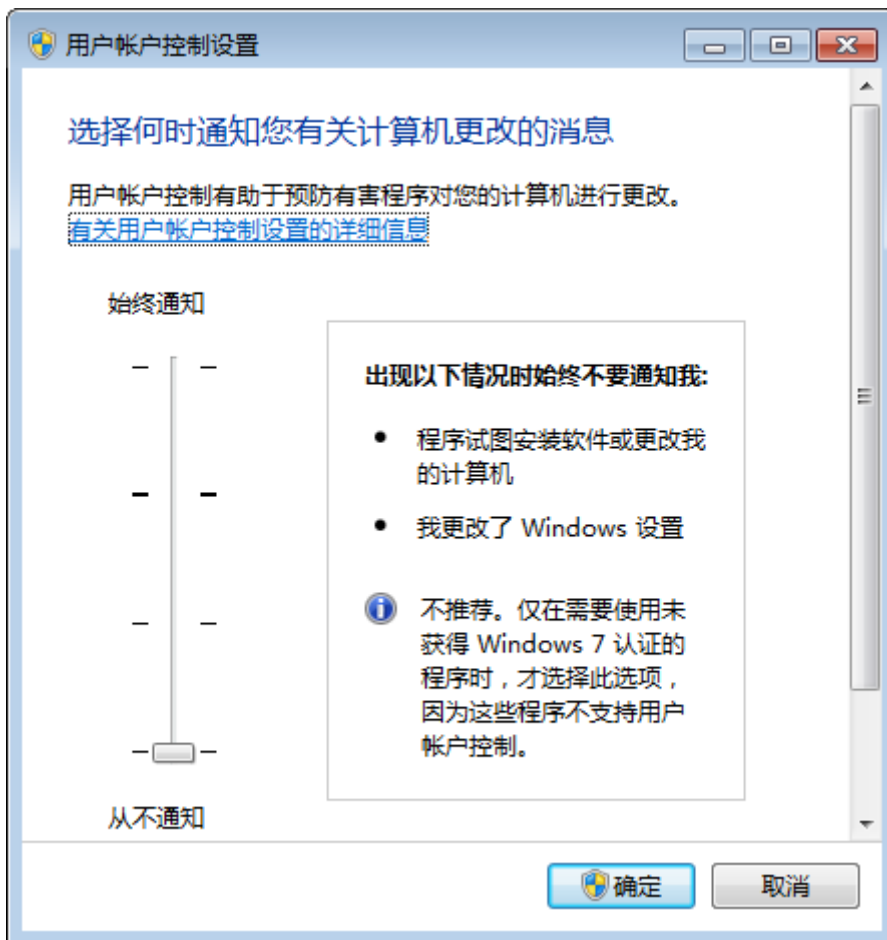 用户帐户控制设置
选择何时通知您有关计算机更改的消息
用户帐户控制有助于预防有害程序对您的计算机进行更改。
有关用户帐户控制设置的详细信息
始终通知
出现以下情况时始终不要通知我:
● 程序试图安装软件或更改我
的计算机
● 我更改了 Windows 设置
不推荐。仅在需要使用未
获得 Windows 7 认证的
程序时，才选择此选项，
因为这些程序不支持用户
帐户控制。
从不通知
确定
取消